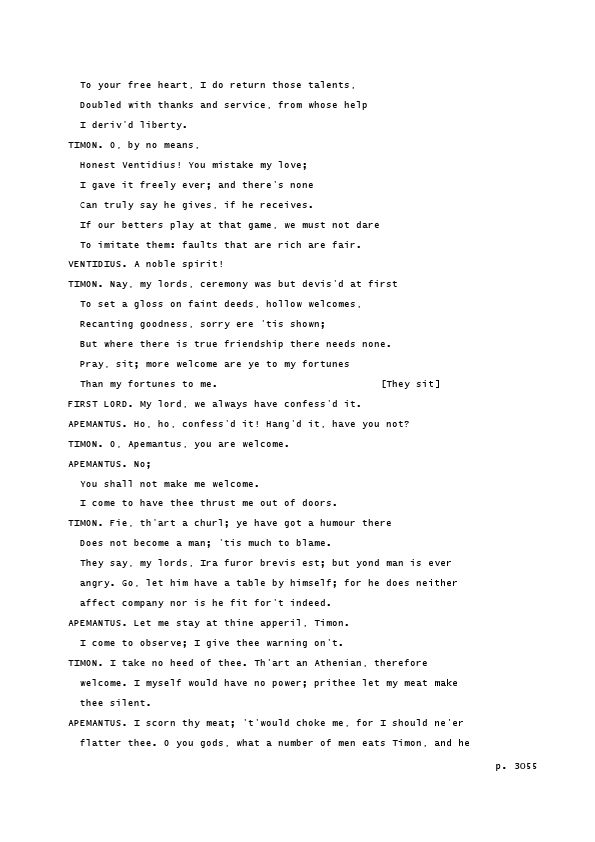 To your free heart, I do return those talents,
Doubled with thanks and service, from whose help
I deriv'd liberty.
TIMON. O, by no means,
Honest Ventidius! You mistake my love;
I gave it freely ever; and there's none
Can truly say he gives, if he receives.
If our betters play at that game, we must not dare
To imitate them: faults that are rich are fair.
VENTIDIUS. A noble spirit!
TIMON. Nay, my lords, ceremony was but devis'd at first
To set a gloss on faint deeds, hollow welcomes,
Recanting goodness, sorry ere 'tis shown;
But where there is true friendship there needs none.
Pray, sit; more welcome are ye to my fortunes
Than my fortunes to me. [They sit]
FIRST LORD. My lord, we always have confess'd it.
APEMANTUS. Ho, ho, confess'd it! Hang'd it, have you not?
TIMON. O, Apemantus, you are welcome.
APEMANTUS. No;
You shall not make me welcome.
I come to have thee thrust me out of doors.
TIMON. Fie, th'art a churl; ye have got a humour there
Does not become a man; 'tis much to blame.
They say, my lords, Ira furor brevis est; but yond man is ever
angry. Go, let him have a table by himself; for he does neither
affect company nor is he fit for't indeed.
APEMANTUS. Let me stay at thine apperil, Timon.
I come to observe; I give thee warning on't.
TIMON. I take no heed of thee. Th'art an Athenian, therefore
welcome. I myself would have no power; prithee let my meat make
thee silent.
APEMANTUS. I scorn thy meat; 't'would choke me, for I should ne'er
flatter thee. O you gods, what a number of men eats Timon, and he
p. 3055